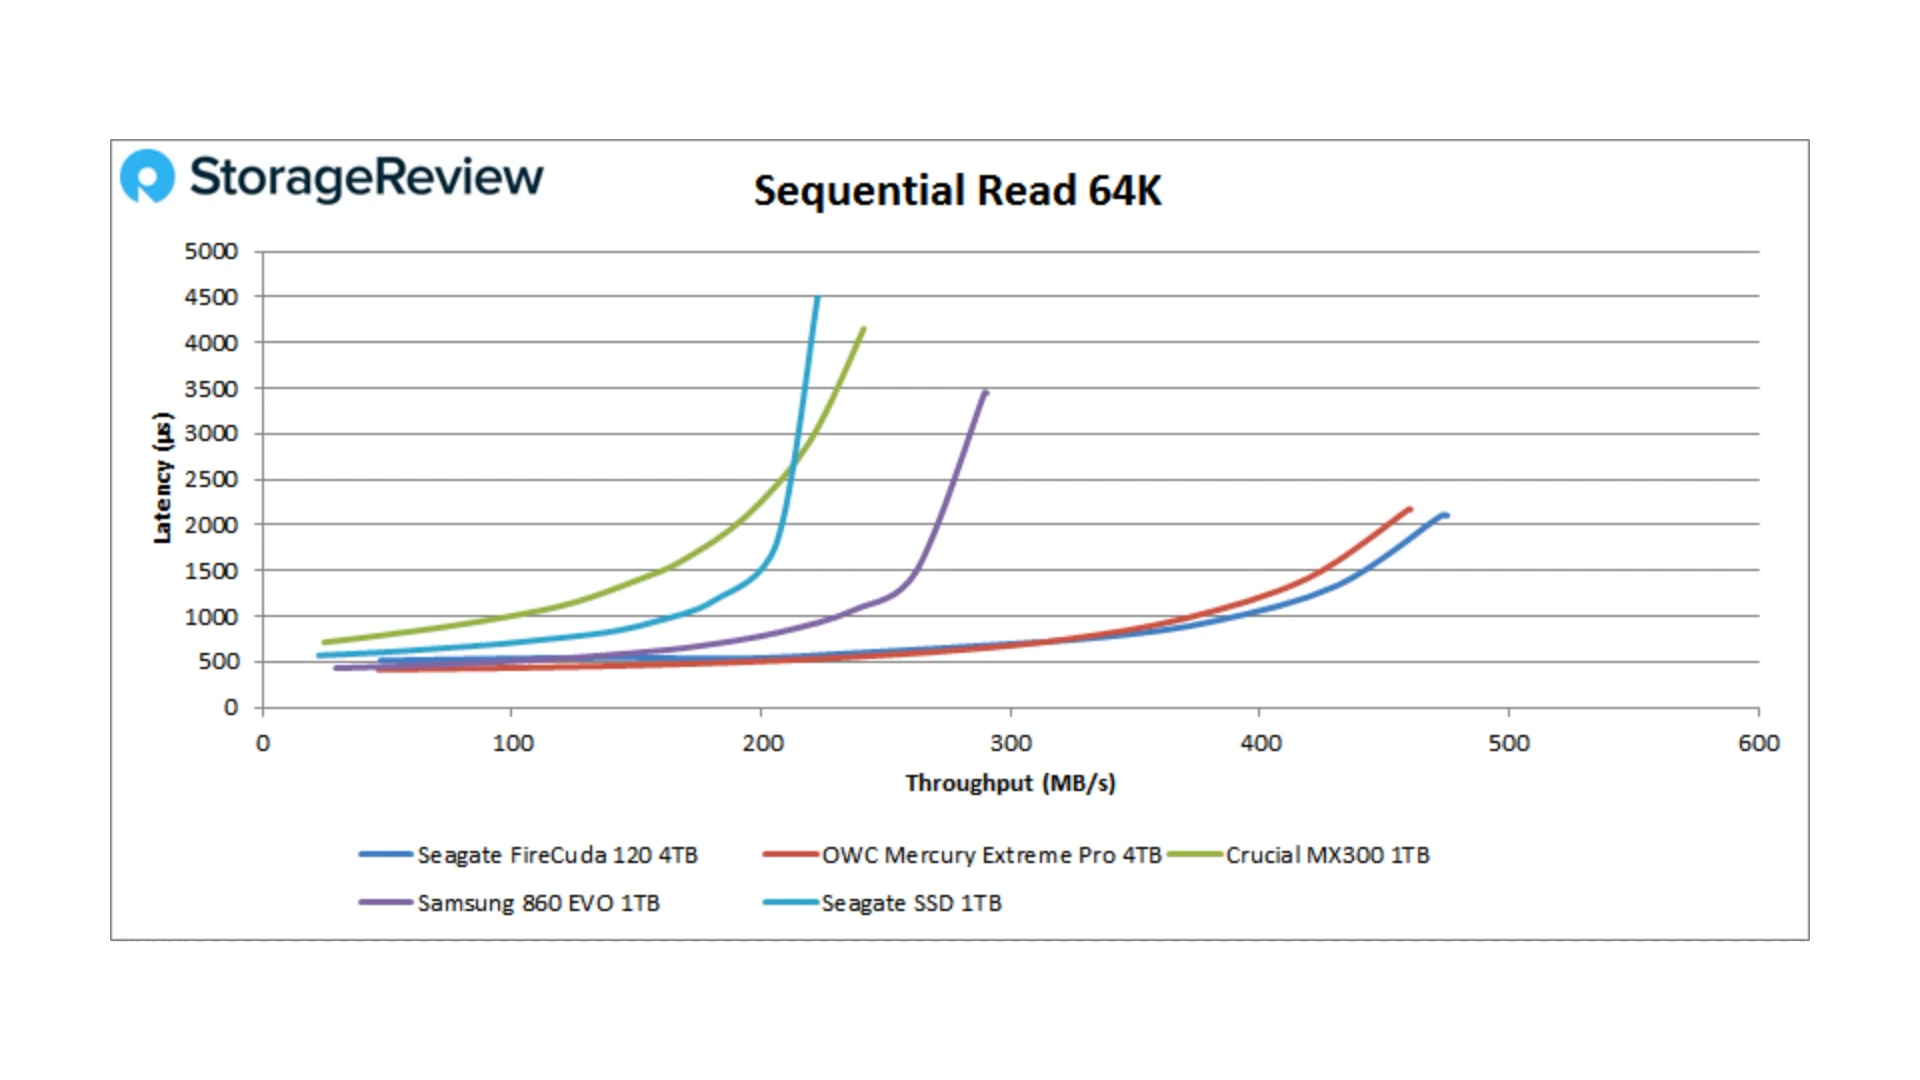 StorageReview
Sequential Read 64K
5000
4500
4000
3500
3000
2500
2000
1500
1000
500
0
Latency (µs)
0 100 200 300 400 500 600
Throughput (MB/s)
Seagate FireCuda 120 4TB OWC Mercury Extreme Pro 4TB Crucial MX300 1TB
Samsung 860 EVO 1TB Seagate SSD 1TB